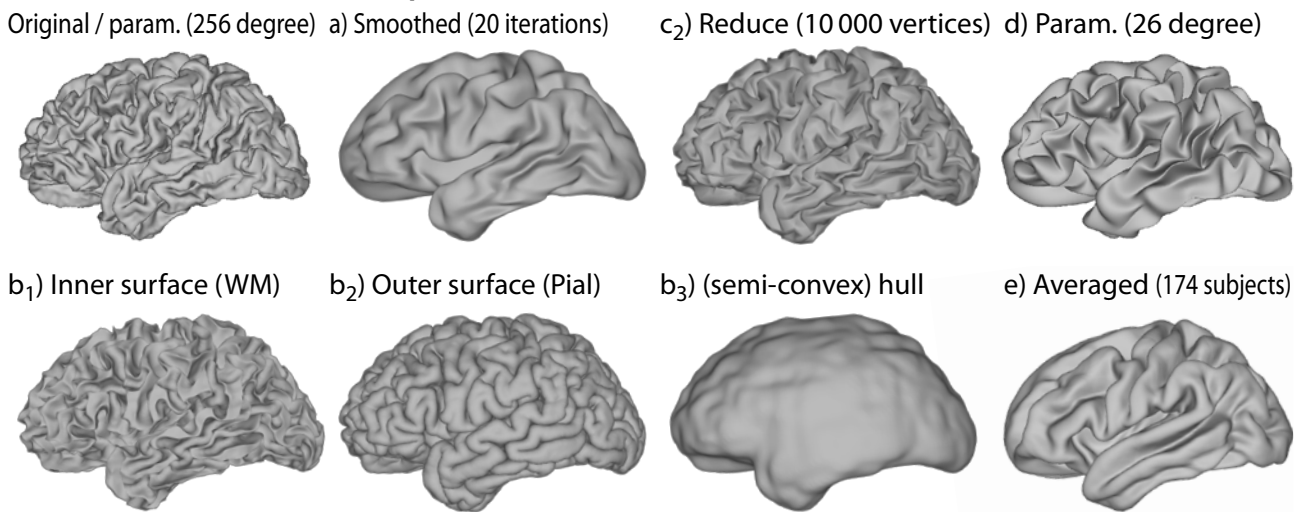 Original / param. (256 degree) a) Smoothed (20 iterations) c₂) Reduce (10 000 vertices) d) Param. (26 degree)
b₁) Inner surface (WM) b₂) Outer surface (Pial) b₃) (semi-convex) hull e) Averaged (174 subjects)